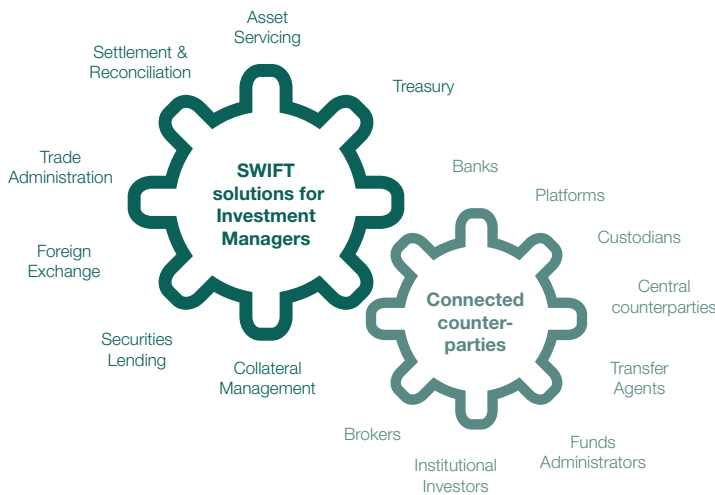 Asset
Servicing
Settlement &
Reconciliation
Treasury
Trade
Administration
SWIFT
solutions for
Investment
Managers
Foreign
Exchange
Securities
Lending
Collateral
Management
Banks
Platforms
Custodians
Central
counterparties
Connected
counter-
parties
Transfer
Agents
Funds
Administrators
Institutional
Investors
Brokers